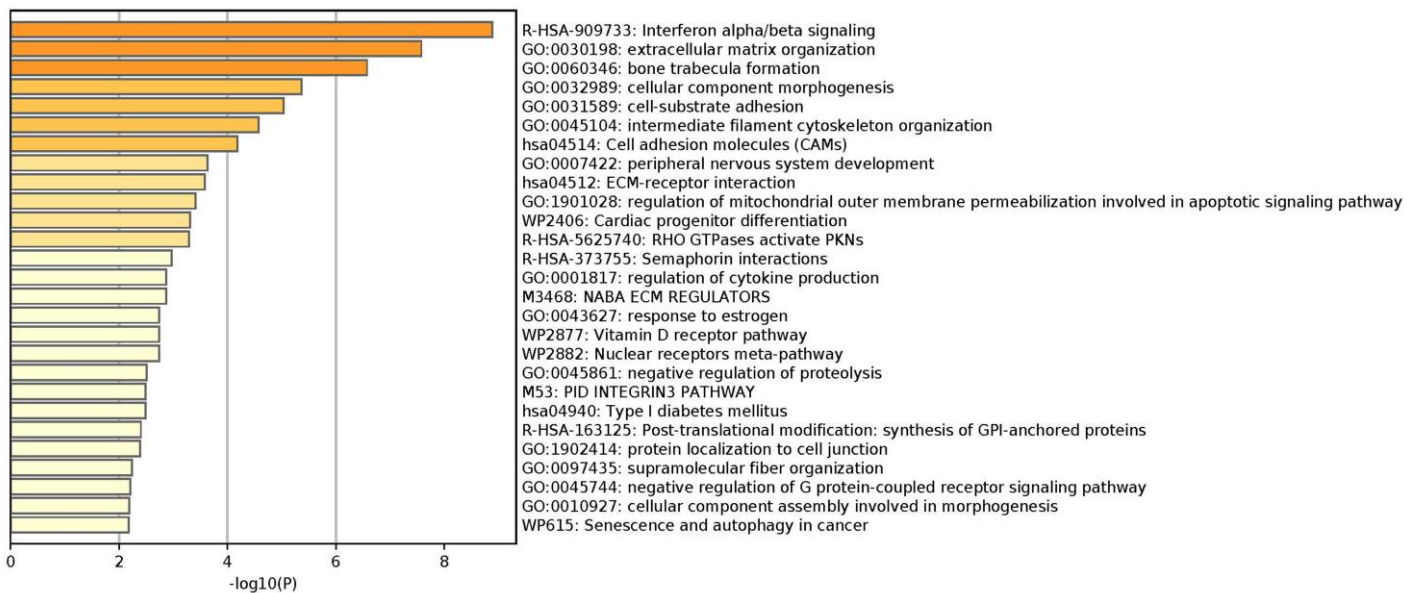 R-HSA-909733: Interferon alpha/beta signaling
GO:0030198: extracellular matrix organization
GO:0060346: bone trabecula formation
GO:0032989: cellular component morphogenesis
GO:0031589: cell-substrate adhesion
GO:0045104: intermediate filament cytoskeleton organization
hsa04514: Cell adhesion molecules (CAMs)
GO:0007422: peripheral nervous system development
hsa04512: ECM-receptor interaction
GO:1901028: regulation of mitochondrial outer membrane permeabilization involved in apoptotic signaling pathway
WP2406: Cardiac progenitor differentiation
R-HSA-5625740: RHO GTPases activate PKNs
R-HSA-373755: Semaphorin interactions
GO:0001817: regulation of cytokine production
M3468: NABA ECM REGULATORS
GO:0043627: response to estrogen
WP2877: Vitamin D receptor pathway
WP2882: Nuclear receptors meta-pathway
GO:0045861: negative regulation of proteolysis
M53: PID INTEGRIN3 PATHWAY
hsa04940: Type I diabetes mellitus
R-HSA-163125: Post-translational modification: synthesis of GPI-anchored proteins
GO:1902414: protein localization to cell junction
GO:0097435: supramolecular fiber organization
GO:0045744: negative regulation of G protein-coupled receptor signaling pathway
GO:0010927: cellular component assembly involved in morphogenesis
WP615: Senescence and autophagy in cancer
0 2 4 6 8
-log10(P)